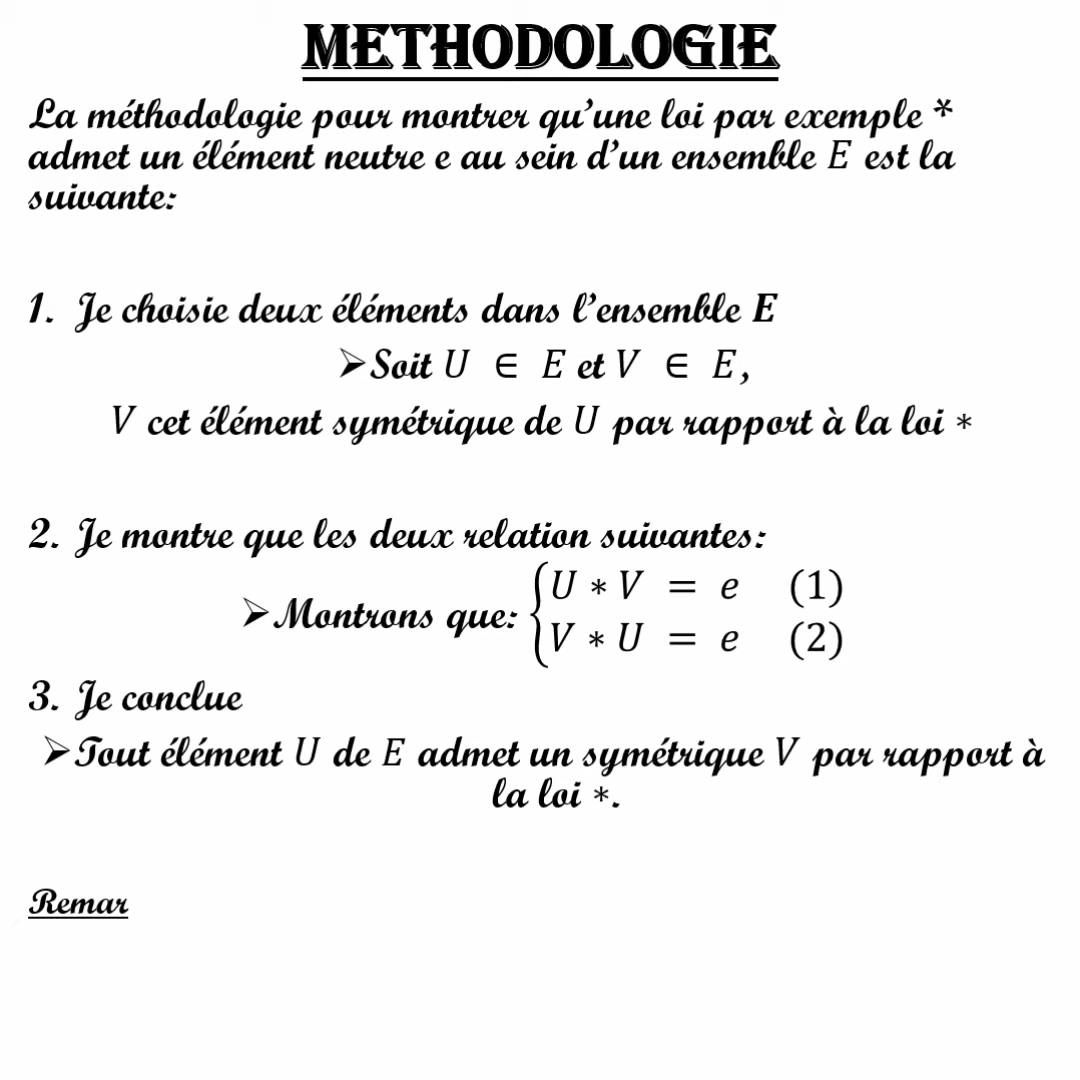 METHODOLOGIE
La méthodologie pour montrer qu'une loi par exemple *
admet un élément neutre e au sein d'un ensemble E est la
suivante:
1. Je choisie deux éléments dans l'ensemble E
➢Soit U ∈ E et V ∈ E,
V cet élément symétrique de U par rapport à la loi *
2. Je montre que les deux relation suivantes:
➢Montrons que: { U * V = e (1)
V * U = e (2)
3. Je conclue
➢Tout élément U de E admet un symétrique V par rapport à
la loi *.
Remar